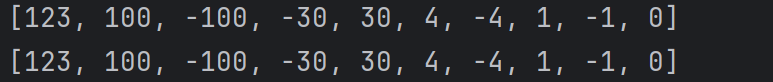 [123, 100, -100, -30, 30, 4, -4, 1, -1, 0]
[123, 100, -100, -30, 30, 4, -4, 1, -1, 0]